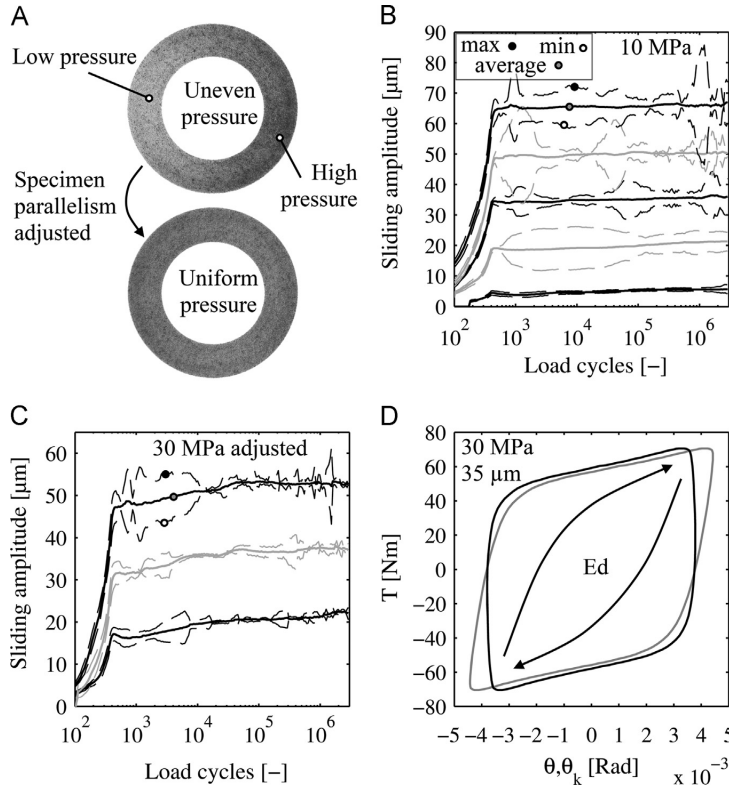 A
Low pressure
Uneven
pressure
High
pressure
Specimen
parallelism
adjusted
Uniform
pressure
B
max
min
average
10 MPa
Sliding amplitude [µm]
90
80
70
60
50
40
30
20
10
0
10^2 10^3 10^4 10^5 10^6
Load cycles [−]
C
30 MPa adjusted
Sliding amplitude [µm]
60
50
40
30
20
10
0
10^2 10^3 10^4 10^5 10^6
Load cycles [−]
D
30 MPa
35 µm
Ed
T [Nm]
80
60
40
20
0
−20
−40
−60
−80
−5 −4 −3 −2 −1 0 1 2 3 4 5
θ,θ_k [Rad]
x 10^−3